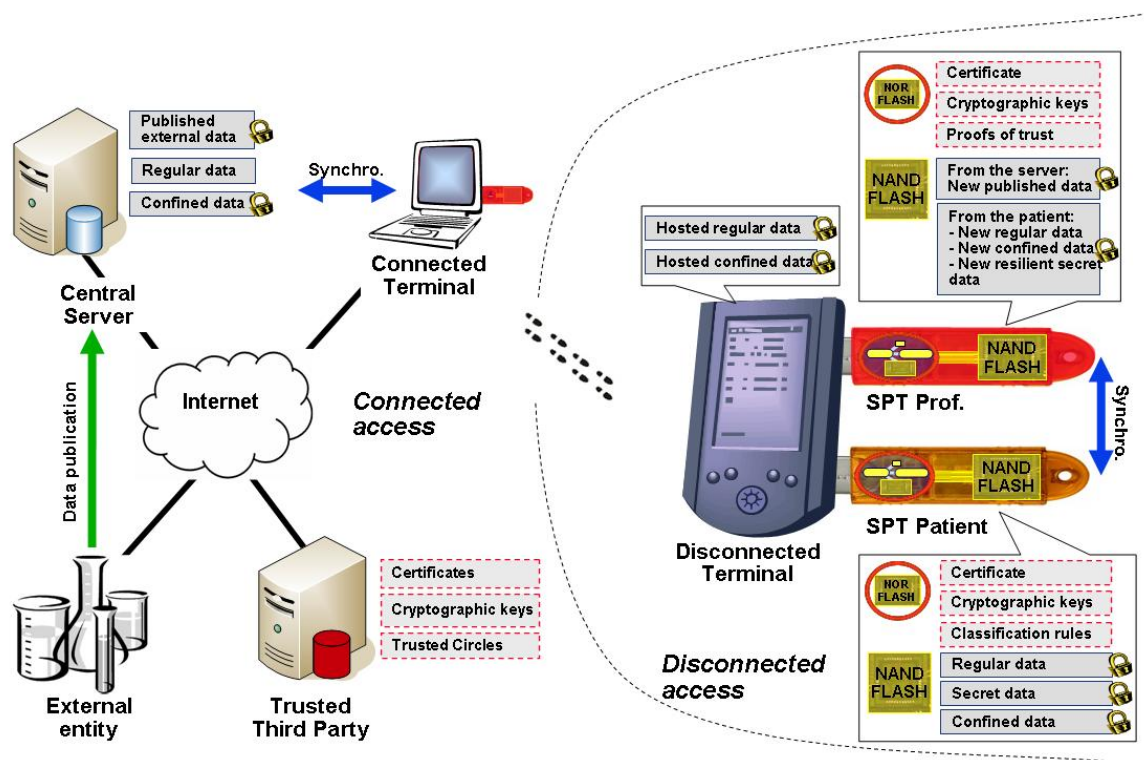 Published
external data
Regular data
Confined data
Synchro.
Central
Server
Connected
Terminal
Internet
Connected
access
Data publication
External
entity
Certificates
Cryptographic keys
Trusted Circles
Trusted
Third Party
NOR
FLASH
Certificate
Cryptographic keys
Proofs of trust
NAND
FLASH
From the server:
New published data
From the patient:
- New regular data
- New confined data
- New resilient secret
data
Hosted regular data
Hosted confined data
NAND
FLASH
SPT Prof.
Synchro.
NAND
FLASH
SPT Patient
Disconnected
Terminal
Disconnected
access
NOR
FLASH
Certificate
Cryptographic keys
Classification rules
NAND
FLASH
Regular data
Secret data
Confined data